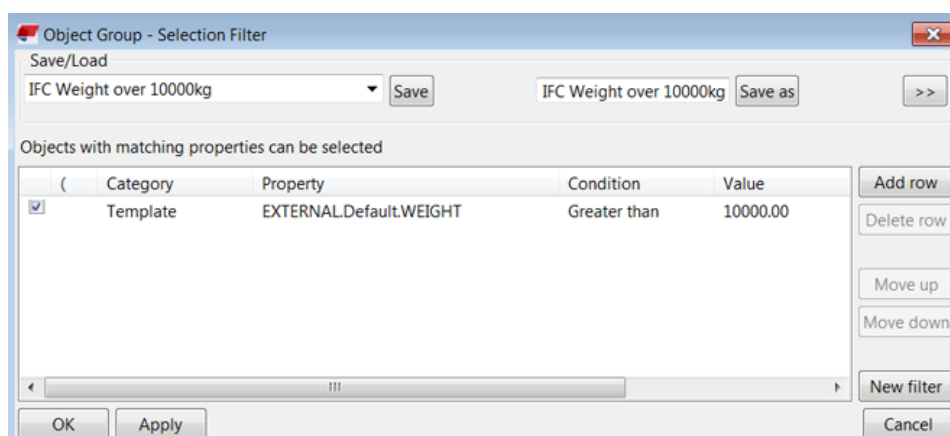 Object Group - Selection Filter
Save/Load
IFC Weight over 10000kg Save IFC Weight over 10000kg Save as >>
Objects with matching properties can be selected
( Category Property Condition Value
Template EXTERNAL.Default.WEIGHT Greater than 10000.00
Add row
Delete row
Move up
Move down
New filter
OK Apply Cancel